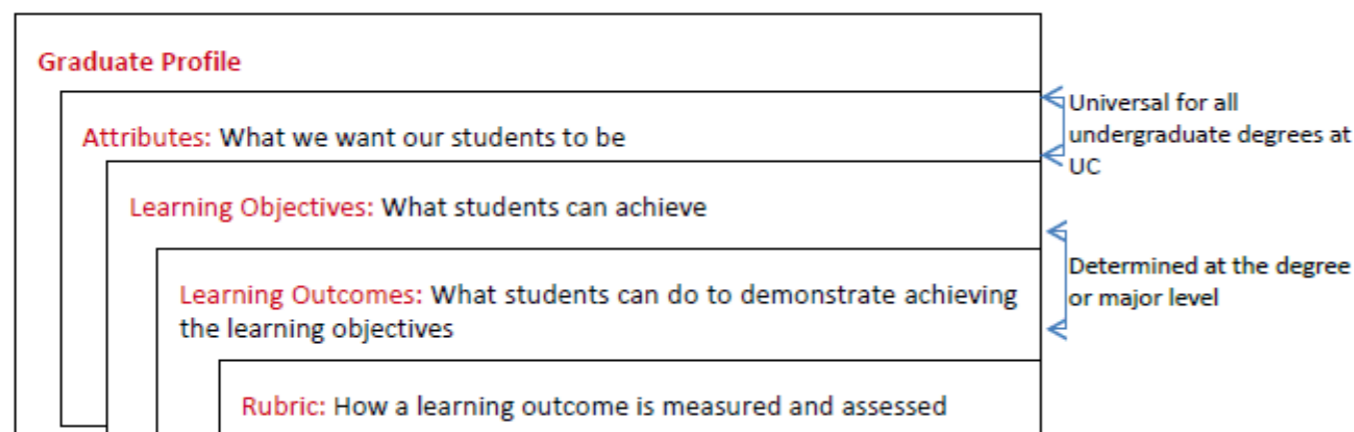 Graduate Profile
Attributes: What we want our students to be
Universal for all
undergraduate degrees at
UC
Learning Objectives: What students can achieve
Determined at the degree
or major level
Learning Outcomes: What students can do to demonstrate achieving
the learning objectives
Rubric: How a learning outcome is measured and assessed